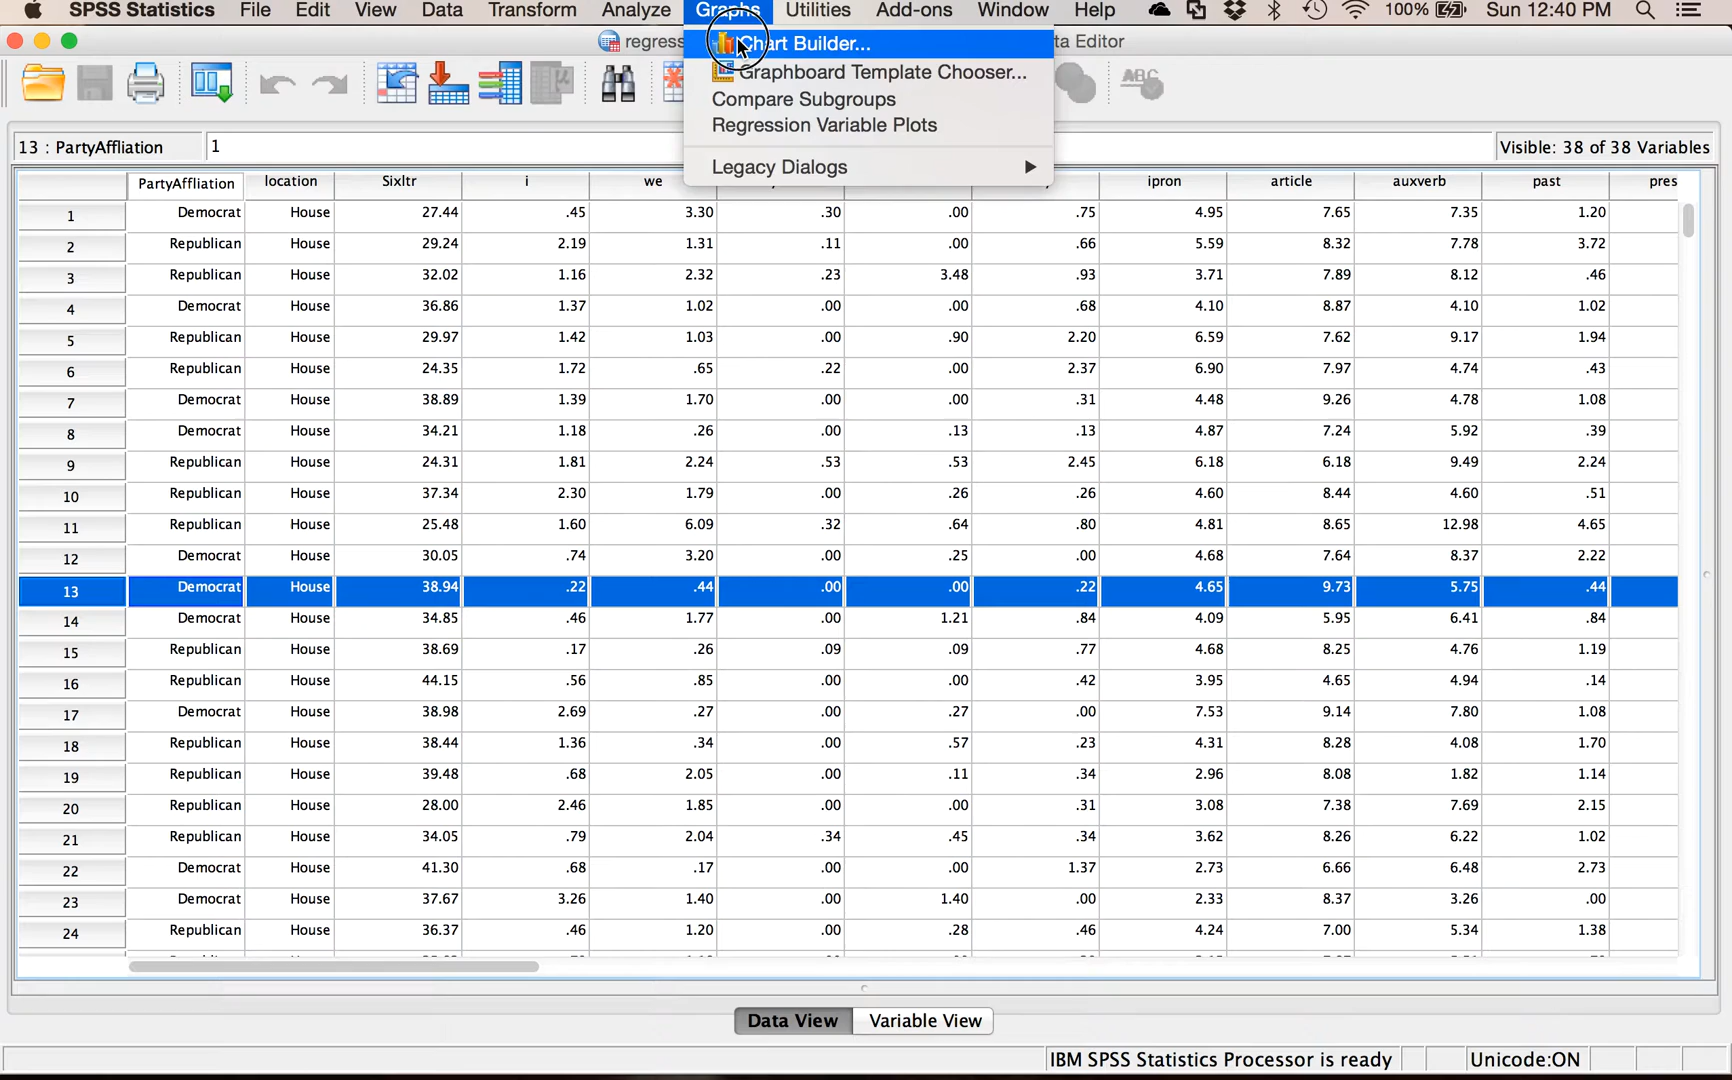 SPSS Statistics File Edit View Data Transform Analyze Graphs Utilities Add-ons Window Help 100% Sun 12:40 PM
regress ta Editor
Chart Builder...
Graphboard Template Chooser...
Compare Subgroups
Regression Variable Plots
Legacy Dialogs
ABC
13 : PartyAffliation 1 Visible: 38 of 38 Variables
PartyAffliation location Sixltr i we ipron article auxverb past pres
1 Democrat House 27.44 .45 3.30 .30 .00 .75 4.95 7.65 7.35 1.20
2 Republican House 29.24 2.19 1.31 .11 .00 .66 5.59 8.32 7.78 3.72
3 Republican House 32.02 1.16 2.32 .23 3.48 .93 3.71 7.89 8.12 .46
4 Democrat House 36.86 1.37 1.02 .00 .00 .68 4.10 8.87 4.10 1.02
5 Republican House 29.97 1.42 1.03 .00 .90 2.20 6.59 7.62 9.17 1.94
6 Republican House 24.35 1.72 .65 .22 .00 2.37 6.90 7.97 4.74 .43
7 Democrat House 38.89 1.39 1.70 .00 .00 .31 4.48 9.26 4.78 1.08
8 Democrat House 34.21 1.18 .26 .00 .13 .13 4.87 7.24 5.92 .39
9 Republican House 24.31 1.81 2.24 .53 .53 2.45 6.18 6.18 9.49 2.24
10 Republican House 37.34 2.30 1.79 .00 .26 .26 4.60 8.44 4.60 .51
11 Republican House 25.48 1.60 6.09 .32 .64 .80 4.81 8.65 12.98 4.65
12 Democrat House 30.05 .74 3.20 .00 .25 .00 4.68 7.64 8.37 2.22
13 Democrat House 38.94 .22 .44 .00 .00 .22 4.65 9.73 5.75 .44
14 Democrat House 34.85 .46 1.77 .00 1.21 .84 4.09 5.95 6.41 .84
15 Republican House 38.69 .17 .26 .09 .09 .77 4.68 8.25 4.76 1.19
16 Republican House 44.15 .56 .85 .00 .00 .42 3.95 4.65 4.94 .14
17 Democrat House 38.98 2.69 .27 .00 .27 .00 7.53 9.14 7.80 1.08
18 Republican House 38.44 1.36 .34 .00 .57 .23 4.31 8.28 4.08 1.70
19 Republican House 39.48 .68 2.05 .00 .11 .34 2.96 8.08 1.82 1.14
20 Republican House 28.00 2.46 1.85 .00 .00 .31 3.08 7.38 7.69 2.15
21 Republican House 34.05 .79 2.04 .34 .45 .34 3.62 8.26 6.22 1.02
22 Democrat House 41.30 .68 .17 .00 .00 1.37 2.73 6.66 6.48 2.73
23 Democrat House 37.67 3.26 1.40 .00 1.40 .00 2.33 8.37 3.26 .00
24 Republican House 36.37 .46 1.20 .00 .28 .46 4.24 7.00 5.34 1.38
Data View Variable View
IBM SPSS Statistics Processor is ready Unicode:ON